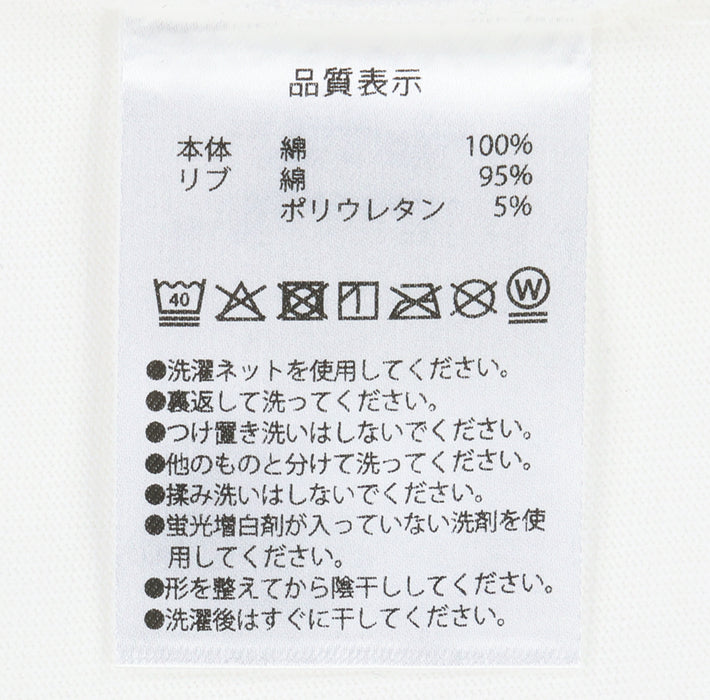 品質表示
本体 綿 100%
リブ 綿 95%
ポリウレタン 5%
40 W
●洗濯ネットを使用してください。
●裏返して洗ってください。
●つけ置き洗いはしないでください。
●他のものと分けて洗ってください。
●揉み洗いはしないでください。
●蛍光増白剤が入っていない洗剤を使
用してください。
●形を整えてから陰干ししてください。
●洗濯後はすぐに干してください。